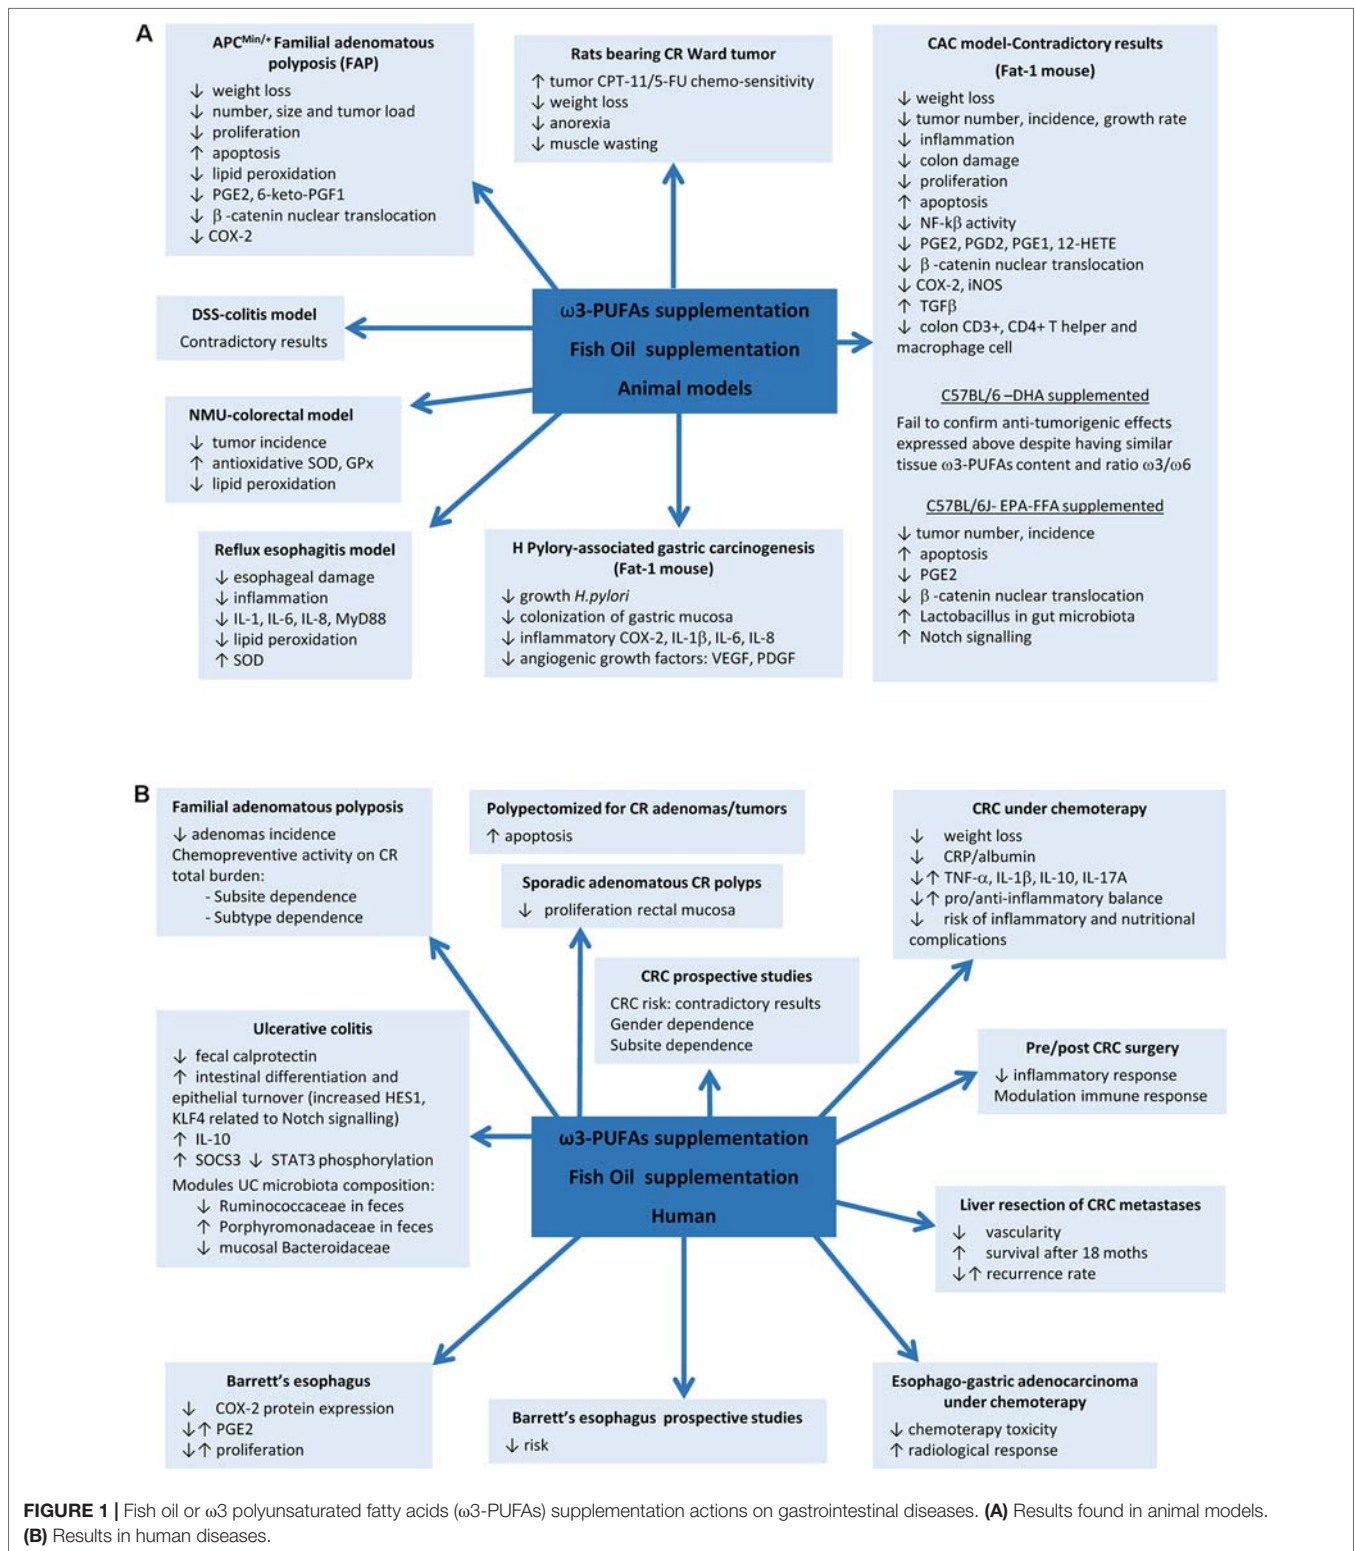 A
APCMin/+ Familial adenomatous
polyposis (FAP)
↓ weight loss
↓ number, size and tumor load
↓ proliferation
↑ apoptosis
↓ lipid peroxidation
↓ PGE2, 6-keto-PGF1
↓ β -catenin nuclear translocation
↓ COX-2
Rats bearing CR Ward tumor
↑ tumor CPT-11/5-FU chemo-sensitivity
↓ weight loss
↓ anorexia
↓ muscle wasting
CAC model-Contradictory results
(Fat-1 mouse)
↓ weight loss
↓ tumor number, incidence, growth rate
↓ inflammation
↓ colon damage
↓ proliferation
↑ apoptosis
↓ NF-kβ activity
↓ PGE2, PGD2, PGE1, 12-HETE
↓ β -catenin nuclear translocation
↓ COX-2, iNOS
↑ TGFβ
↓ colon CD3+, CD4+ T helper and
macrophage cell
C57BL/6 –DHA supplemented
Fail to confirm anti-tumorigenic effects
expressed above despite having similar
tissue ω3-PUFAs content and ratio ω3/ω6
C57BL/6J- EPA-FFA supplemented
↓ tumor number, incidence
↑ apoptosis
↓ PGE2
↓ β -catenin nuclear translocation
↑ Lactobacillus in gut microbiota
↑ Notch signalling
DSS-colitis model
Contradictory results
ω3-PUFAs supplementation
Fish Oil supplementation
Animal models
NMU-colorectal model
↓ tumor incidence
↑ antioxidative SOD, GPx
↓ lipid peroxidation
Reflux esophagitis model
↓ esophageal damage
↓ inflammation
↓ IL-1, IL-6, IL-8, MyD88
↓ lipid peroxidation
↑ SOD
H Pylory-associated gastric carcinogenesis
(Fat-1 mouse)
↓ growth H.pylori
↓ colonization of gastric mucosa
↓ inflammatory COX-2, IL-1β, IL-6, IL-8
↓ angiogenic growth factors: VEGF, PDGF
B
Familial adenomatous polyposis
↓ adenomas incidence
Chemopreventive activity on CR
total burden:
- Subsite dependence
- Subtype dependence
Polypectomized for CR adenomas/tumors
↑ apoptosis
Sporadic adenomatous CR polyps
↓ proliferation rectal mucosa
CRC prospective studies
CRC risk: contradictory results
Gender dependence
Subsite dependence
CRC under chemotherapy
↓ weight loss
↓ CRP/albumin
↓↑ TNF-α, IL-1β, IL-10, IL-17A
↓↑ pro/anti-inflammatory balance
↓ risk of inflammatory and nutritional
complications
Ulcerative colitis
↓ fecal calprotectin
↑ intestinal differentiation and
epithelial turnover (increased HES1,
KLF4 related to Notch signalling)
↑ IL-10
↑ SOCS3 ↓ STAT3 phosphorylation
Modules UC microbiota composition:
↓ Ruminococcaceae in feces
↑ Porphyromonadaceae in feces
↓ mucosal Bacteroidaceae
Pre/post CRC surgery
↓ inflammatory response
Modulation immune response
ω3-PUFAs supplementation
Fish Oil supplementation
Human
Liver resection of CRC metastases
↓ vascularity
↑ survival after 18 moths
↓↑ recurrence rate
Barrett's esophagus
↓ COX-2 protein expression
↓↑ PGE2
↓↑ proliferation
Barrett's esophagus prospective studies
↓ risk
Esophago-gastric adenocarcinoma
under chemotherapy
↓ chemotherapy toxicity
↑ radiological response
FIGURE 1 | Fish oil or ω3 polyunsaturated fatty acids (ω3-PUFAs) supplementation actions on gastrointestinal diseases. (A) Results found in animal models.
(B) Results in human diseases.